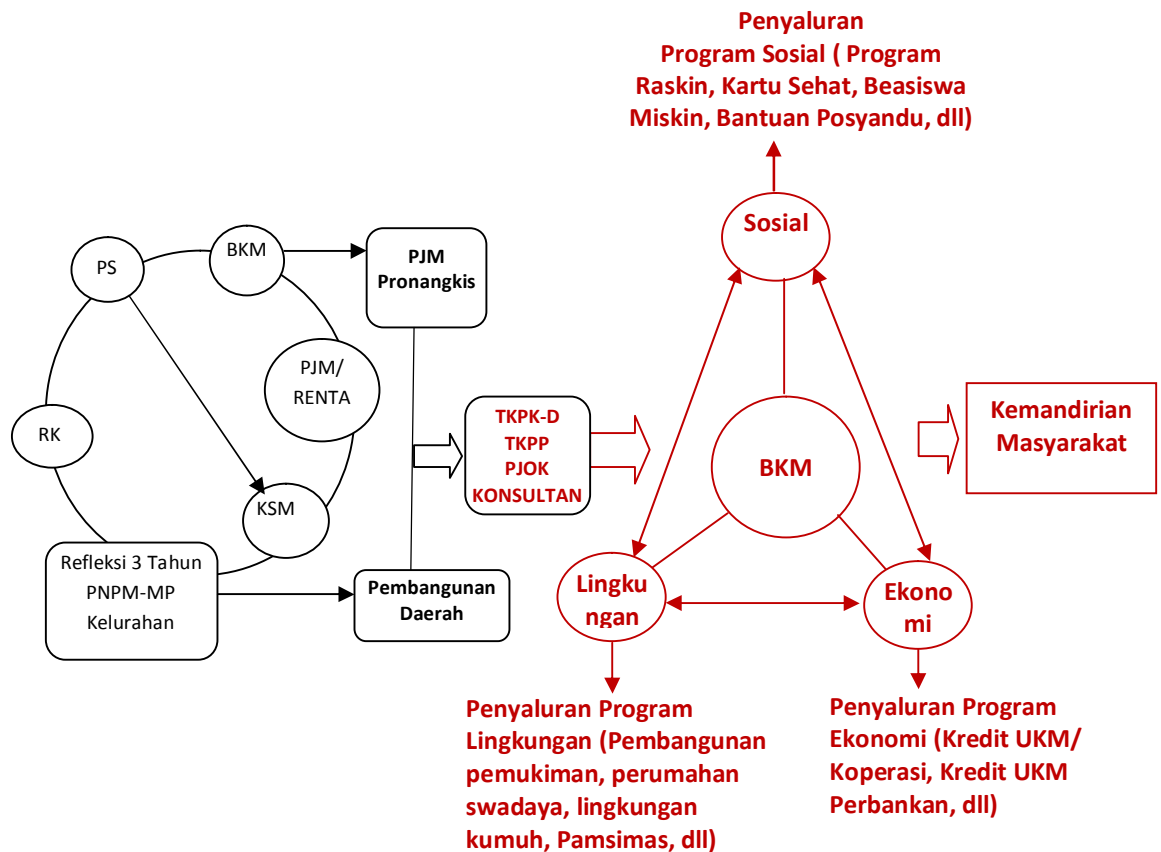 Penyaluran
Program Sosial ( Program
Raskin, Kartu Sehat, Beasiswa
Miskin, Bantuan Posyandu, dll)
Sosial
BKM
PS
PJM
Pronangkis
PJM/
RENTA
RK
TKPK-D
TKPP
PJOK
KONSULTAN
BKM
Kemandirian
Masyarakat
KSM
Refleksi 3 Tahun
PNPM-MP
Kelurahan
Pembangunan
Daerah
Lingku
ngan
Ekono
mi
Penyaluran Program
Lingkungan (Pembangunan
pemukiman, perumahan
swadaya, lingkungan
kumuh, Pamsimas, dll)
Penyaluran Program
Ekonomi (Kredit UKM/
Koperasi, Kredit UKM
Perbankan, dll)